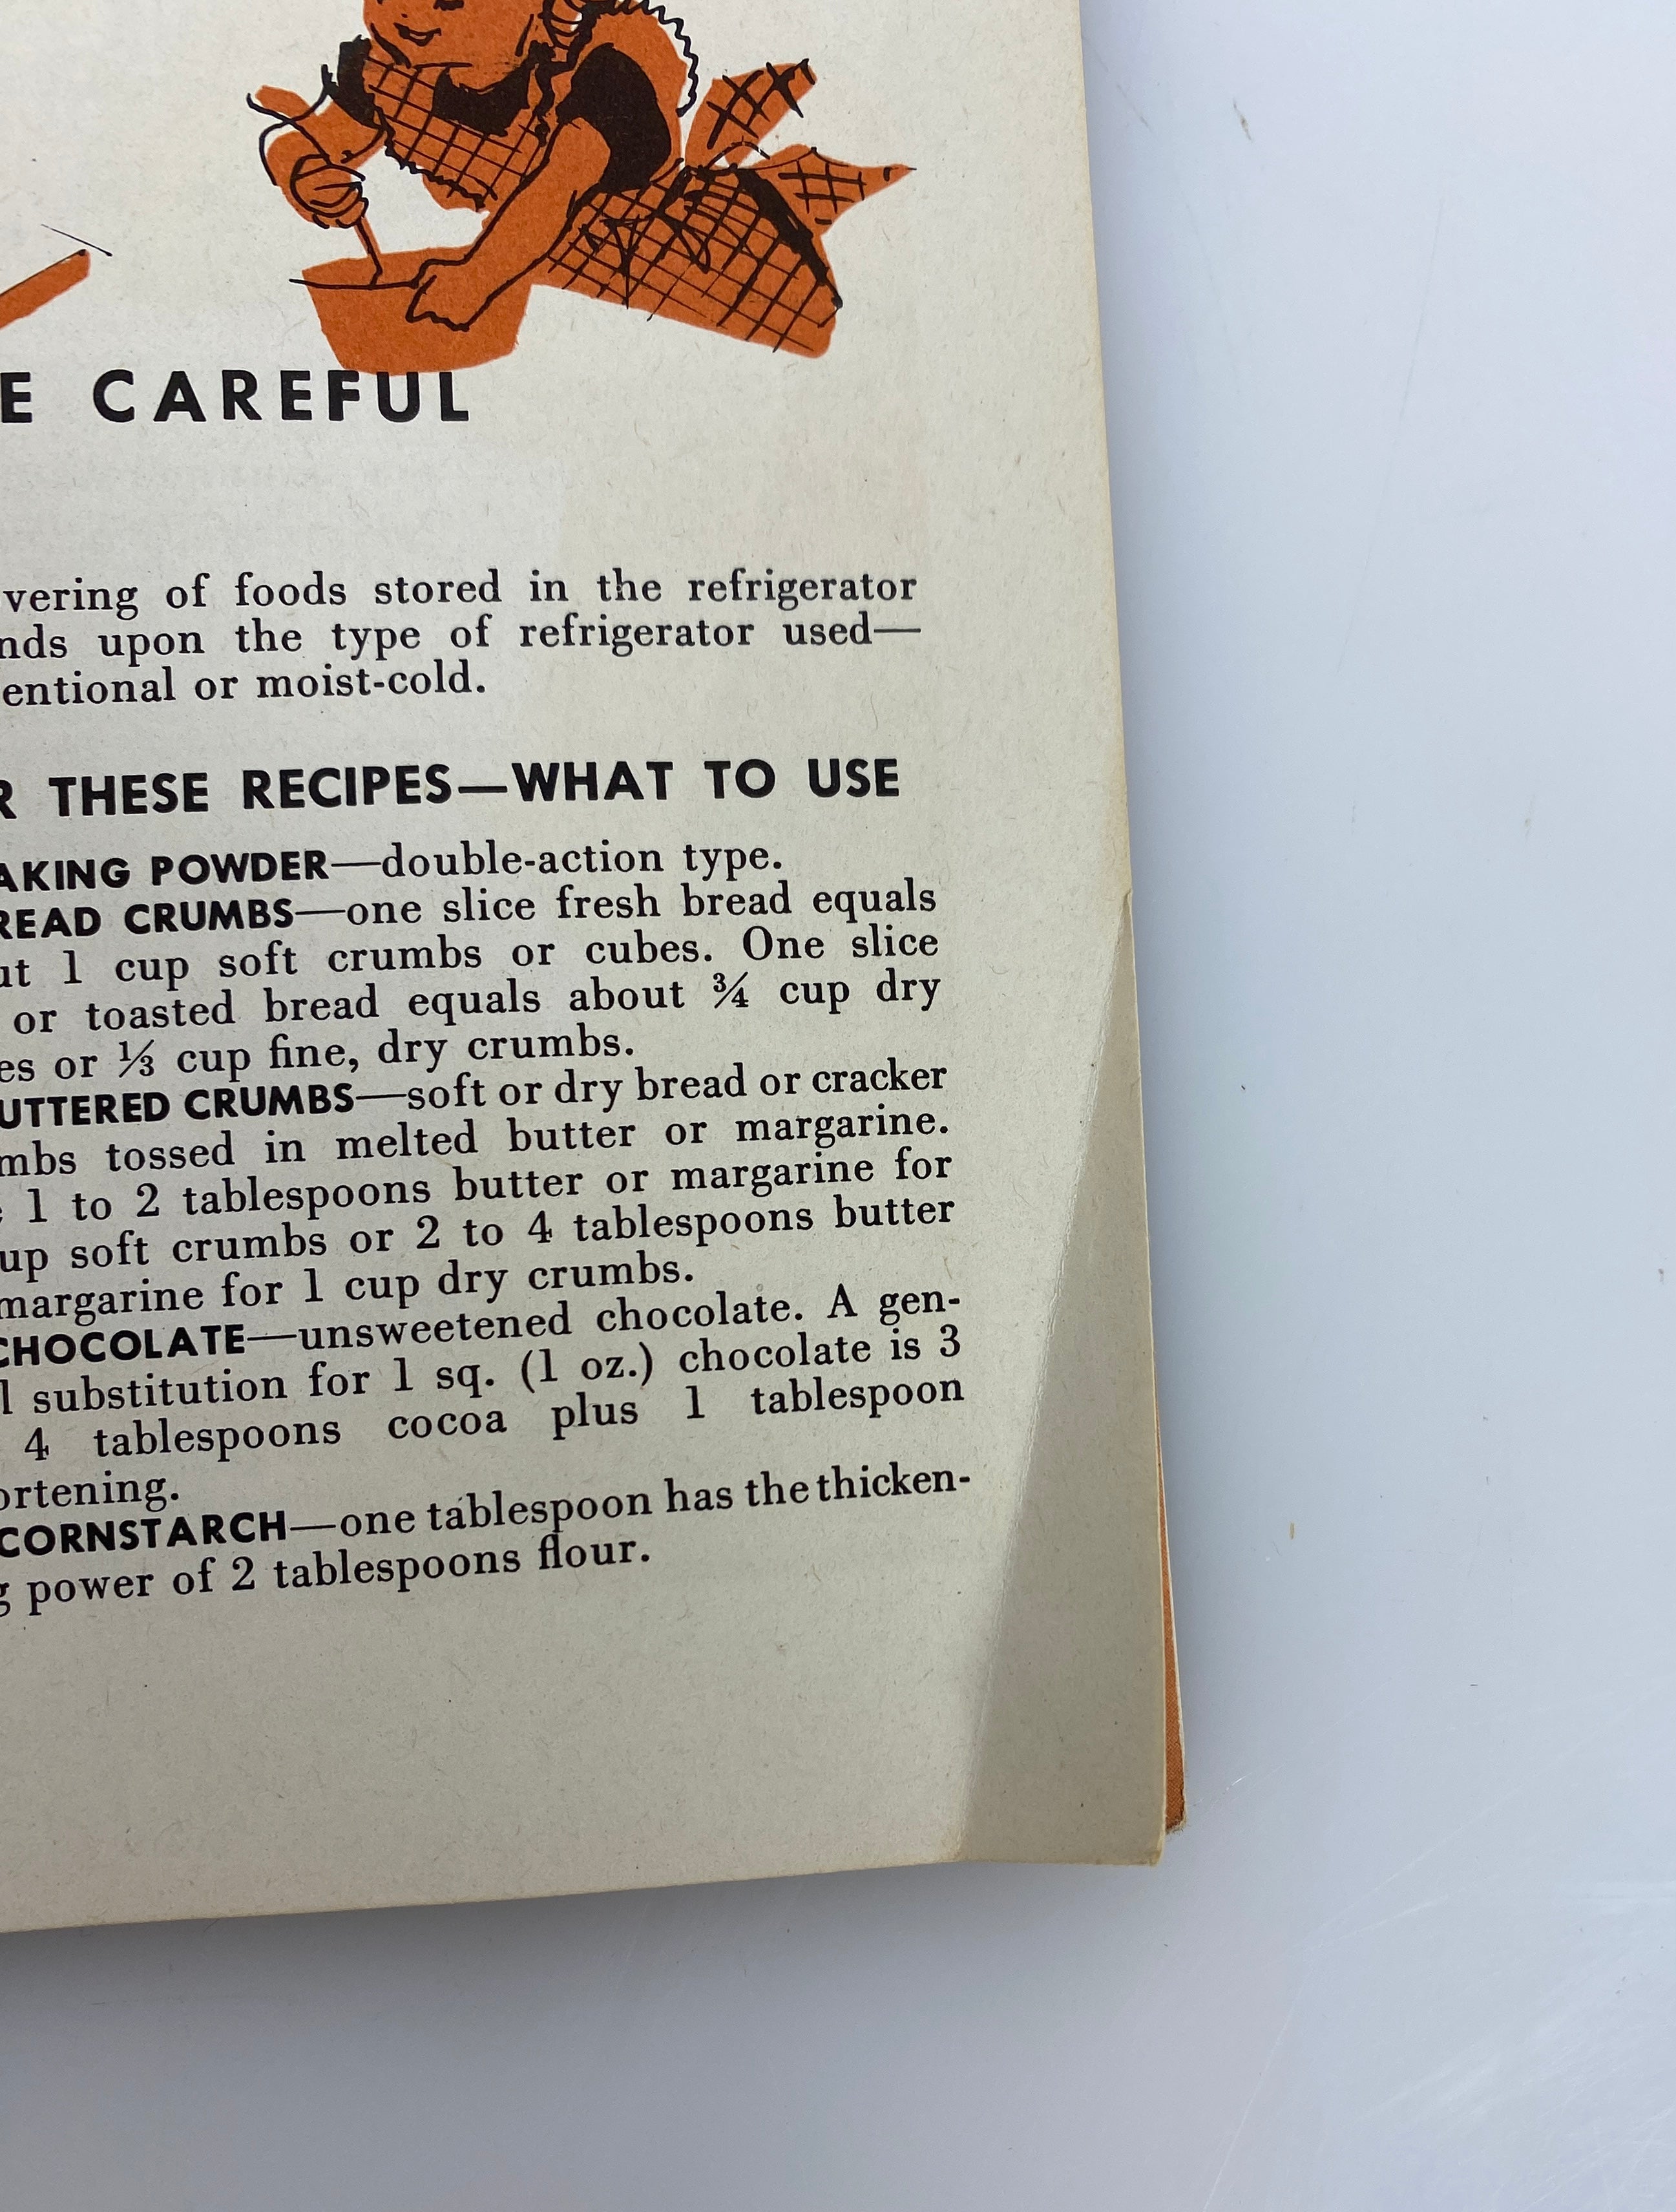 E CAREFUL
vering of foods stored in the refrigerator
nds upon the type of refrigerator used—
entional or moist-cold.
R THESE RECIPES—WHAT TO USE
AKING POWDER—double-action type.
READ CRUMBS—one slice fresh bread equals
ut 1 cup soft crumbs or cubes. One slice
or toasted bread equals about ¾ cup dry
es or ⅓ cup fine, dry crumbs.
UTTERED CRUMBS—soft or dry bread or cracker
mbs tossed in melted butter or margarine.
e 1 to 2 tablespoons butter or margarine for
up soft crumbs or 2 to 4 tablespoons butter
margarine for 1 cup dry crumbs.
CHOCOLATE—unsweetened chocolate. A gen-
l substitution for 1 sq. (1 oz.) chocolate is 3
4 tablespoons cocoa plus 1 tablespoon
ortening.
CORNSTARCH—one tablespoon has the thicken-
g power of 2 tablespoons flour.